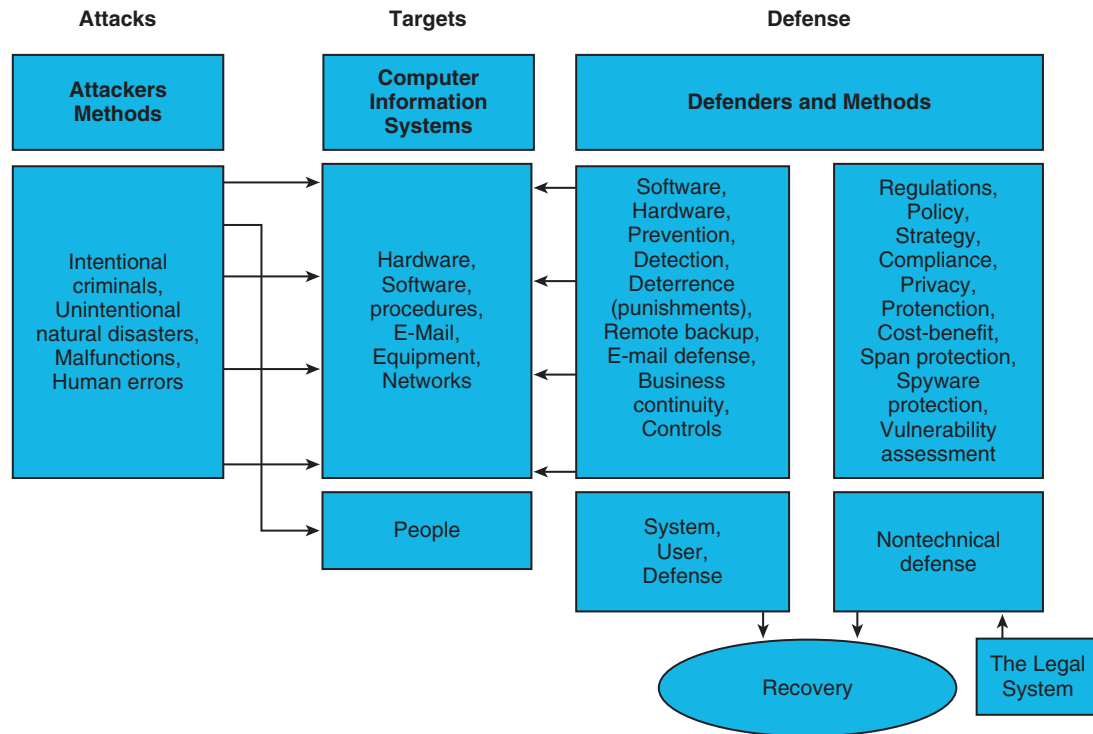 Attacks
Targets
Defense
Attackers
Methods
Computer
Information
Systems
Defenders and Methods
Intentional
criminals,
Unintentional
natural disasters,
Malfunctions,
Human errors
Hardware,
Software,
procedures,
E-Mail,
Equipment,
Networks
Software,
Hardware,
Prevention,
Detection,
Deterrence
(punishments),
Remote backup,
E-mail defense,
Business
continuity,
Controls
Regulations,
Policy,
Strategy,
Compliance,
Privacy,
Protenction,
Cost-benefit,
Span protection,
Spyware
protection,
Vulnerability
assessment
People
System,
User,
Defense
Nontechnical
defense
Recovery
The Legal
System